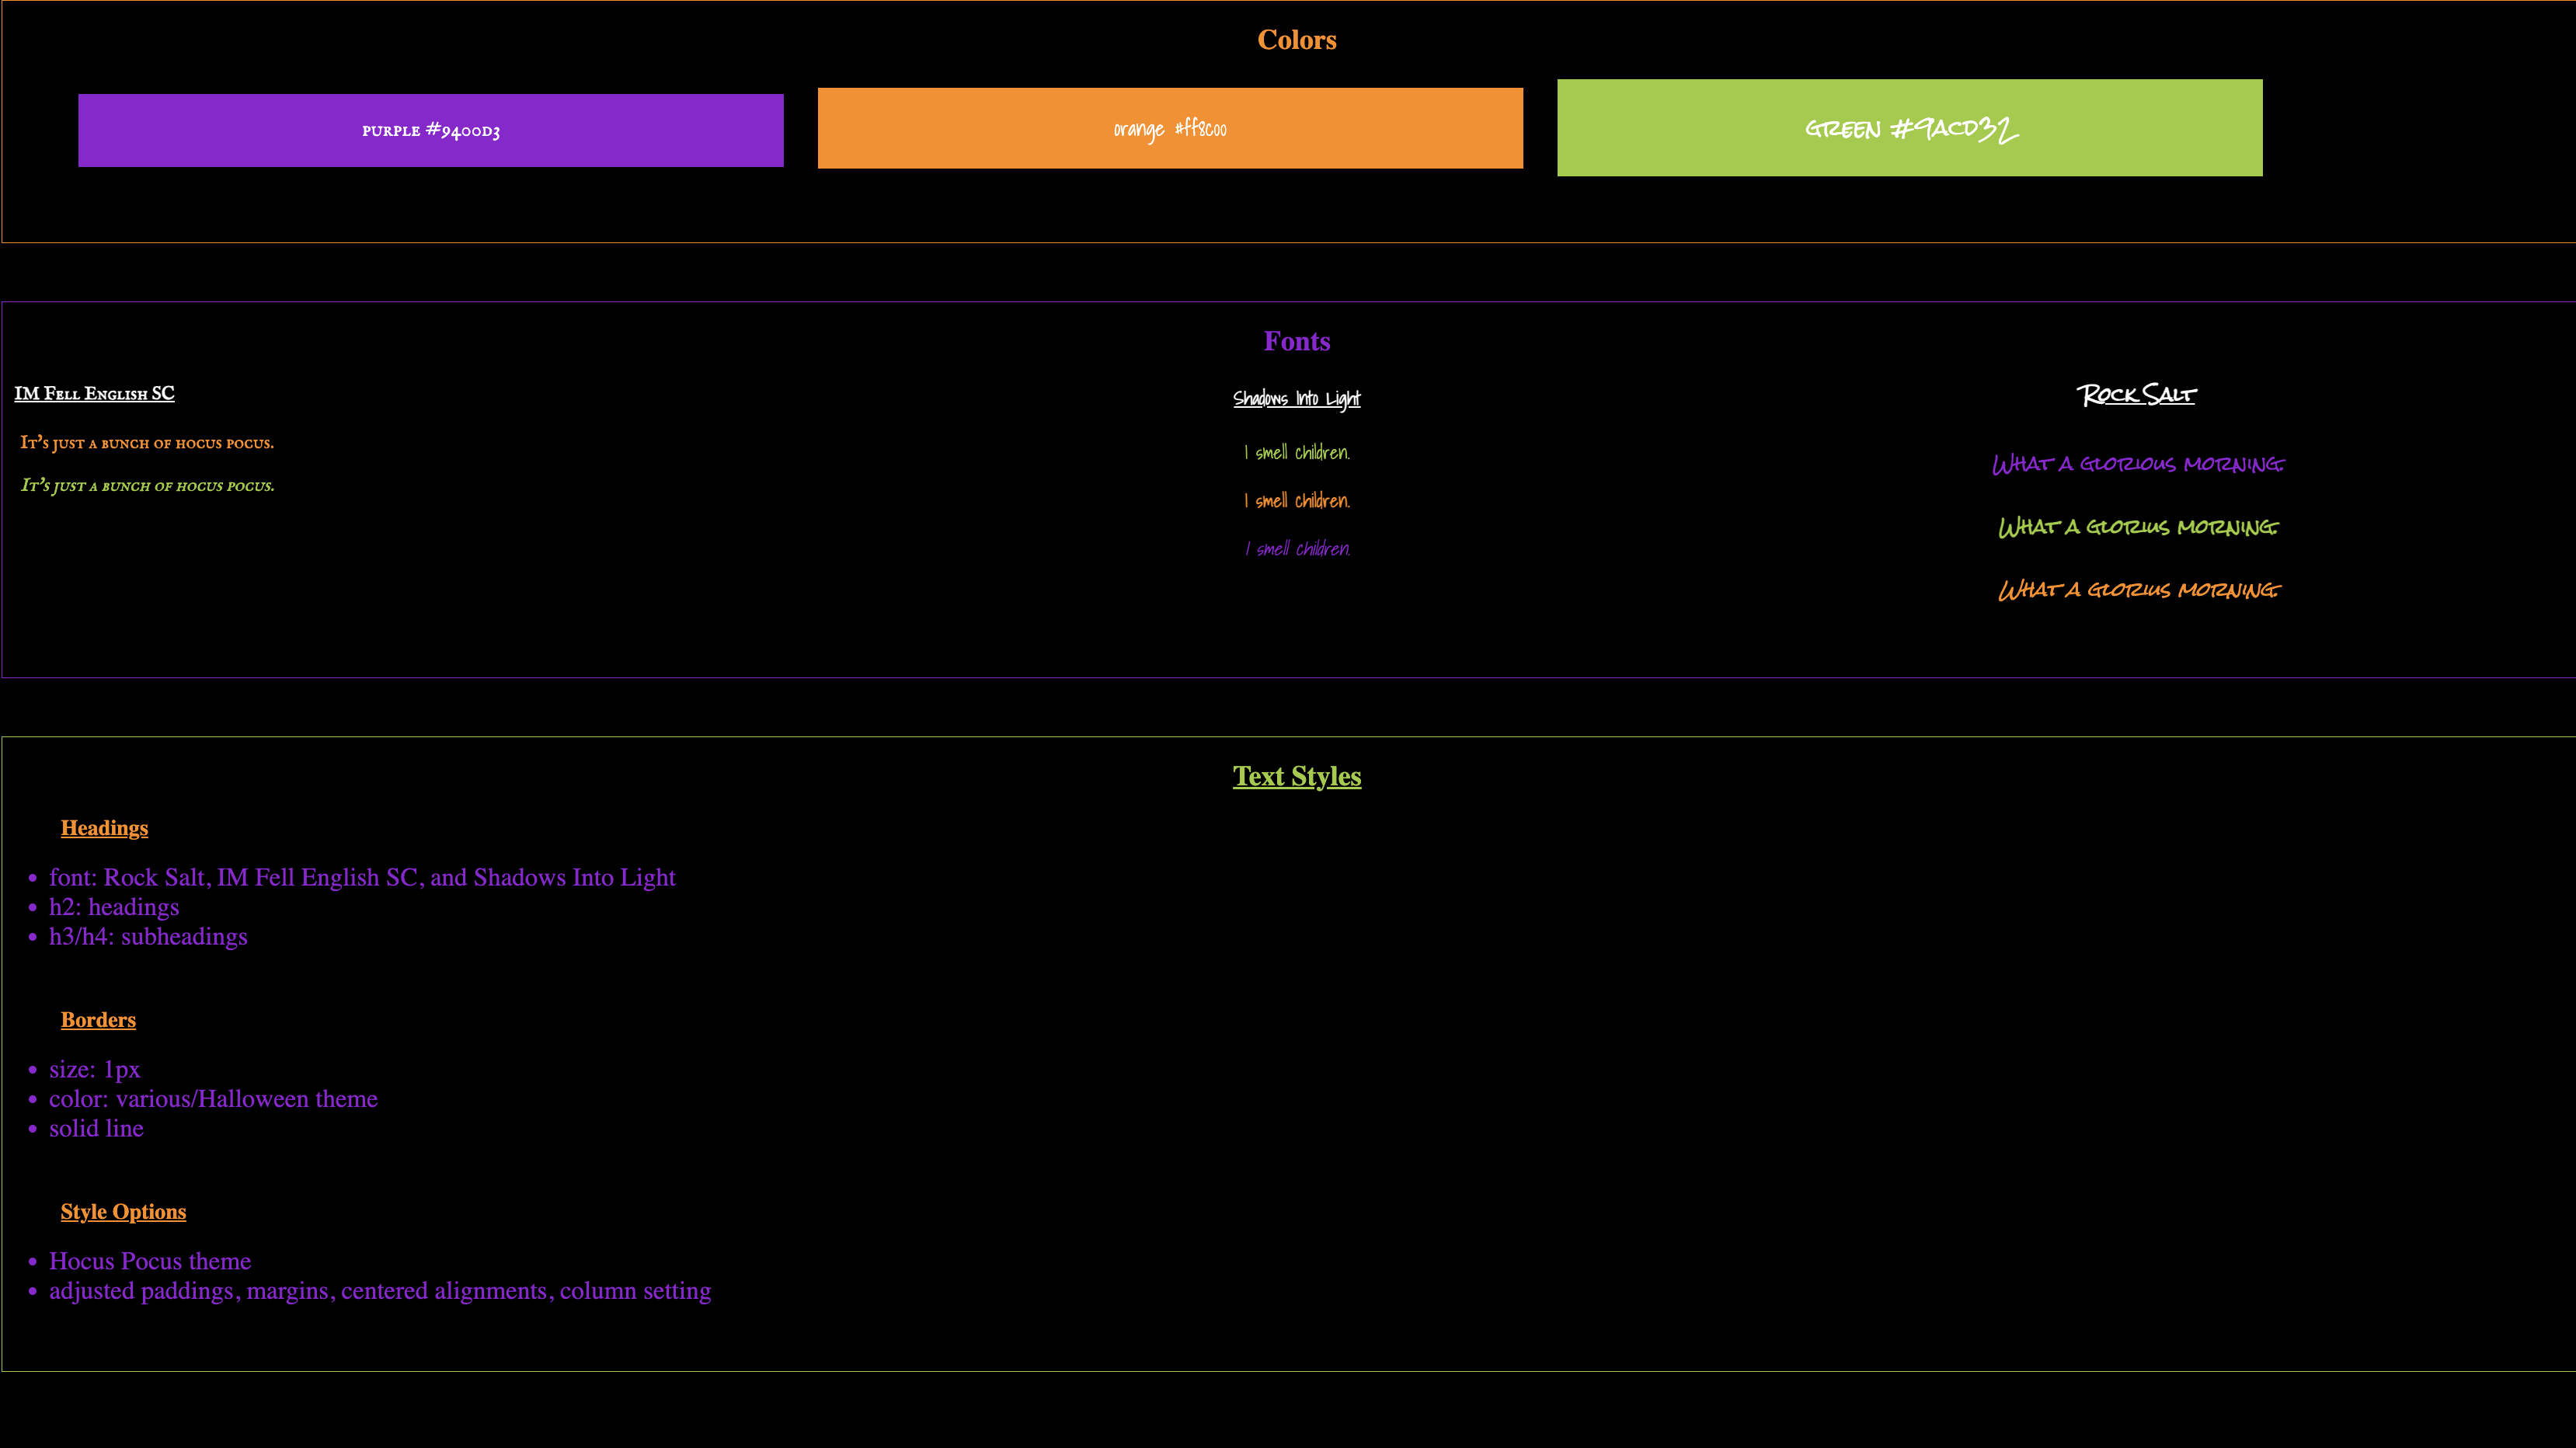 Colors
purple #9400d3
orange #ff8c00
green #9acd32
Fonts
IM Fell English SC
It's just a bunch of hocus pocus.
It's just a bunch of hocus pocus.
Shadows Into Light
I smell children.
I smell children.
I smell children.
Rock Salt
What a glorious morning.
What a glorius morning.
What a glorius morning.
Text Styles
Headings
• font: Rock Salt, IM Fell English SC, and Shadows Into Light
• h2: headings
• h3/h4: subheadings
Borders
• size: 1px
• color: various/Halloween theme
• solid line
Style Options
• Hocus Pocus theme
• adjusted paddings, margins, centered alignments, column setting